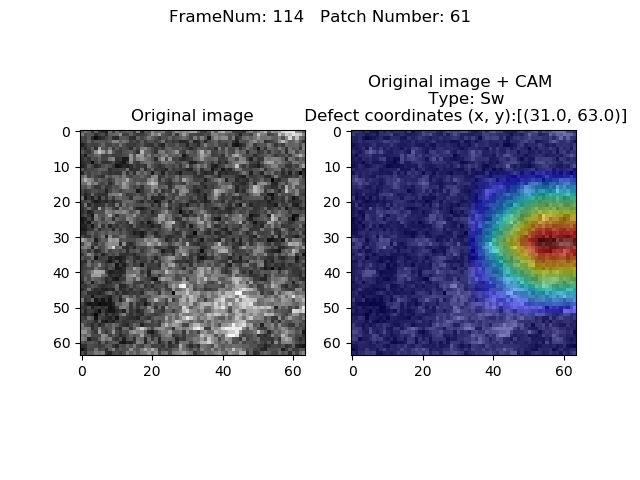 FrameNum: 114   Patch Number: 61
Original image
0
10
20
30
40
50
60
0 20 40 60
Original image + CAM
Type: Sw
Defect coordinates (x, y):[(31.0, 63.0)]
0
10
20
30
40
50
60
0 20 40 60